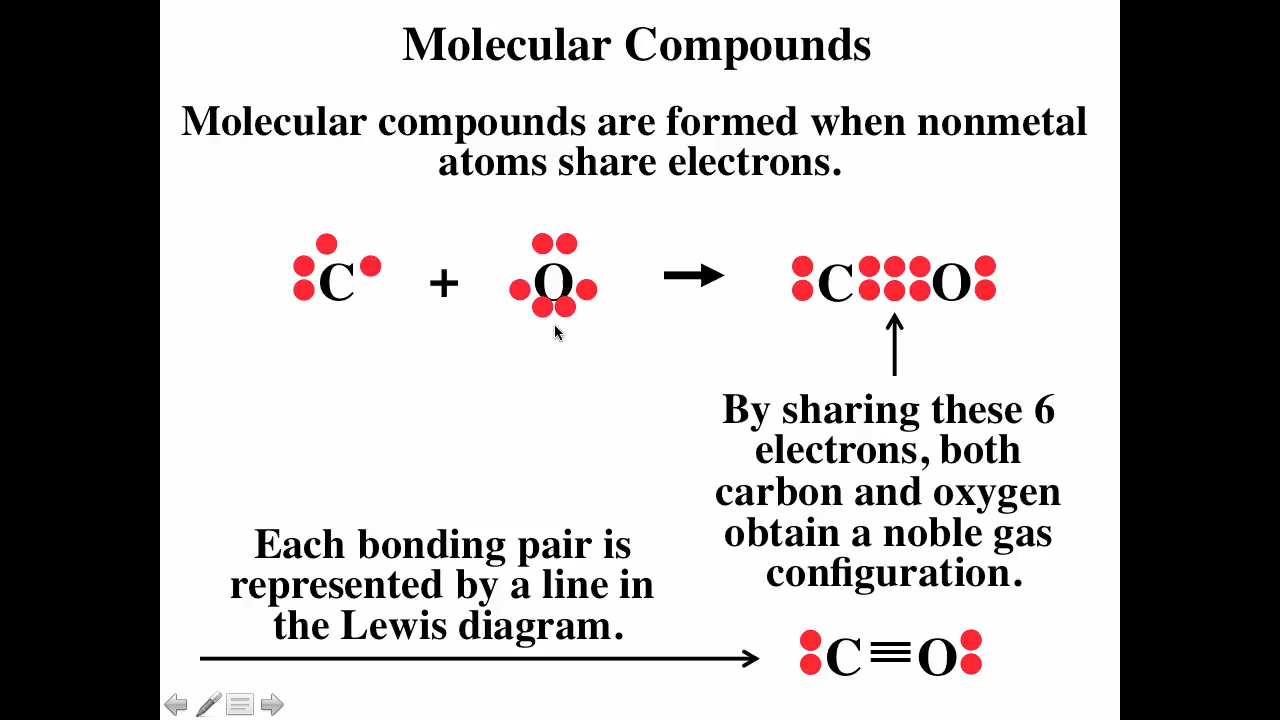 Molecular Compounds
Molecular compounds are formed when nonmetal
atoms share electrons.
C + O C O
By sharing these 6
electrons, both
carbon and oxygen
obtain a noble gas
configuration.
Each bonding pair is
represented by a line in
the Lewis diagram.
C≡O